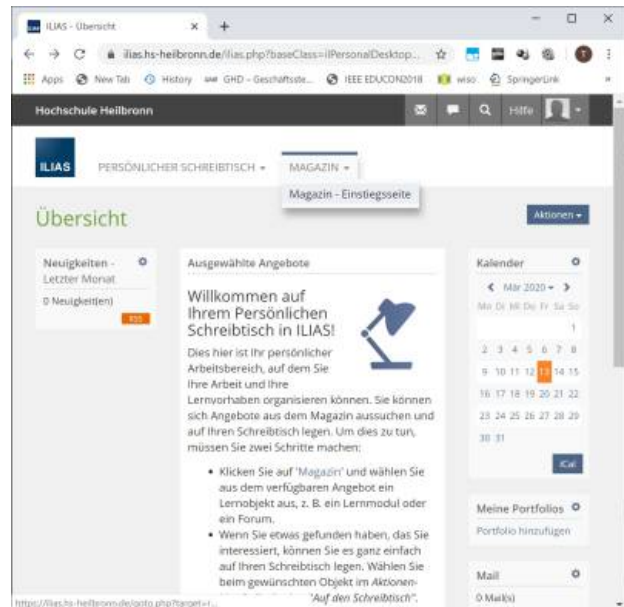 ILIAS - Übersicht
ilias.hs-heilbronn.de/ilias.php?baseClass=ilPersonalDesktop...
Apps New Tab History GHD - Geschäftsste... IEEE EDUCON2018 wiso SpringerLink
Hochschule Heilbronn
Hilfe
ILIAS
PERSÖNLICHER SCHREIBTISCH
MAGAZIN
Magazin - Einstiegsseite
Übersicht
Aktionen
Neuigkeiten -
Letzter Monat
0 Neuigkeit(en)
RSS
Ausgewählte Angebote
Willkommen auf
Ihrem Persönlichen
Schreibtisch in ILIAS!
Dies hier ist Ihr persönlicher
Arbeitsbereich, auf dem Sie
Ihre Arbeit und Ihre
Lernvorhaben organisieren können. Sie können
sich Angebote aus dem Magazin aussuchen und
auf Ihren Schreibtisch legen. Um dies zu tun,
müssen Sie zwei Schritte machen:
• Klicken Sie auf 'Magazin' und wählen Sie
aus dem verfügbaren Angebot ein
Lernobjekt aus, z. B. ein Lernmodul oder
ein Forum.
• Wenn Sie etwas gefunden haben, das Sie
interessiert, können Sie es ganz einfach
auf Ihren Schreibtisch legen. Wählen Sie
beim gewünschten Objekt im Aktionen-
"Auf den Schreibtisch".
Kalender
Mär 2020
Mo Di Mi Do Fr Sa So
1
2 3 4 5 6 7 8
9 10 11 12 13 14 15
16 17 18 19 20 21 22
23 24 25 26 27 28 29
30 31
iCal
Meine Portfolios
Portfolio hinzufügen
Mail
0 Mail(s)
https://ilias.hs-heilbronn.de/goto.php?target=r...